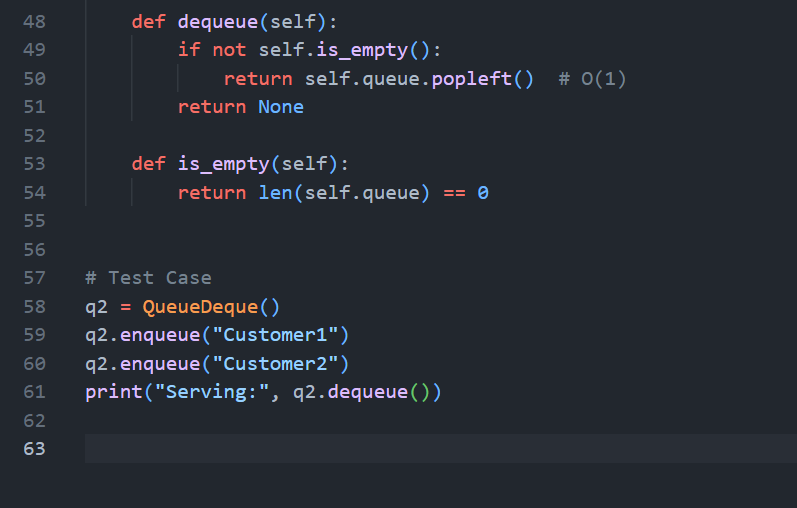 48 def dequeue(self):
49 if not self.is_empty():
50 return self.queue.popleft() # O(1)
51 return None
52
53 def is_empty(self):
54 return len(self.queue) == 0
55
56
57 # Test Case
58 q2 = QueueDeque()
59 q2.enqueue("Customer1")
60 q2.enqueue("Customer2")
61 print("Serving:", q2.dequeue())
62
63